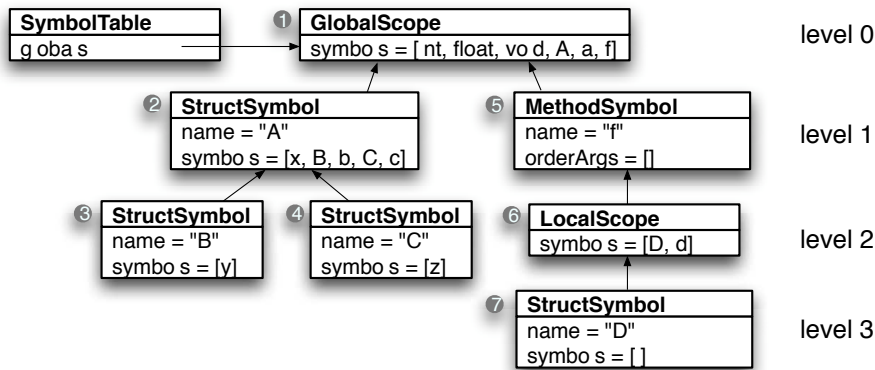 SymbolTable
g oba s
1 GlobalScope
symbo s = [ nt, float, vo d, A, a, f]
level 0
2 StructSymbol
name = "A"
symbo s = [x, B, b, C, c]
5 MethodSymbol
name = "f"
orderArgs = []
level 1
3 StructSymbol
name = "B"
symbo s = [y]
4 StructSymbol
name = "C"
symbo s = [z]
6 LocalScope
symbo s = [D, d]
level 2
7 StructSymbol
name = "D"
symbo s = [ ]
level 3